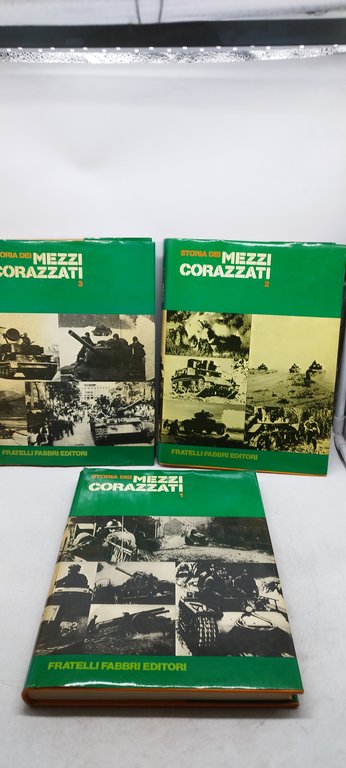 STORIA DEI MEZZI
CORAZZATI
3
FRATELLI FABBRI EDITORI
STORIA DEI MEZZI
CORAZZATI
2
FRATELLI FABBRI EDITORI
STORIA DEI MEZZI
CORAZZATI
1
FRATELLI FABBRI EDITORI